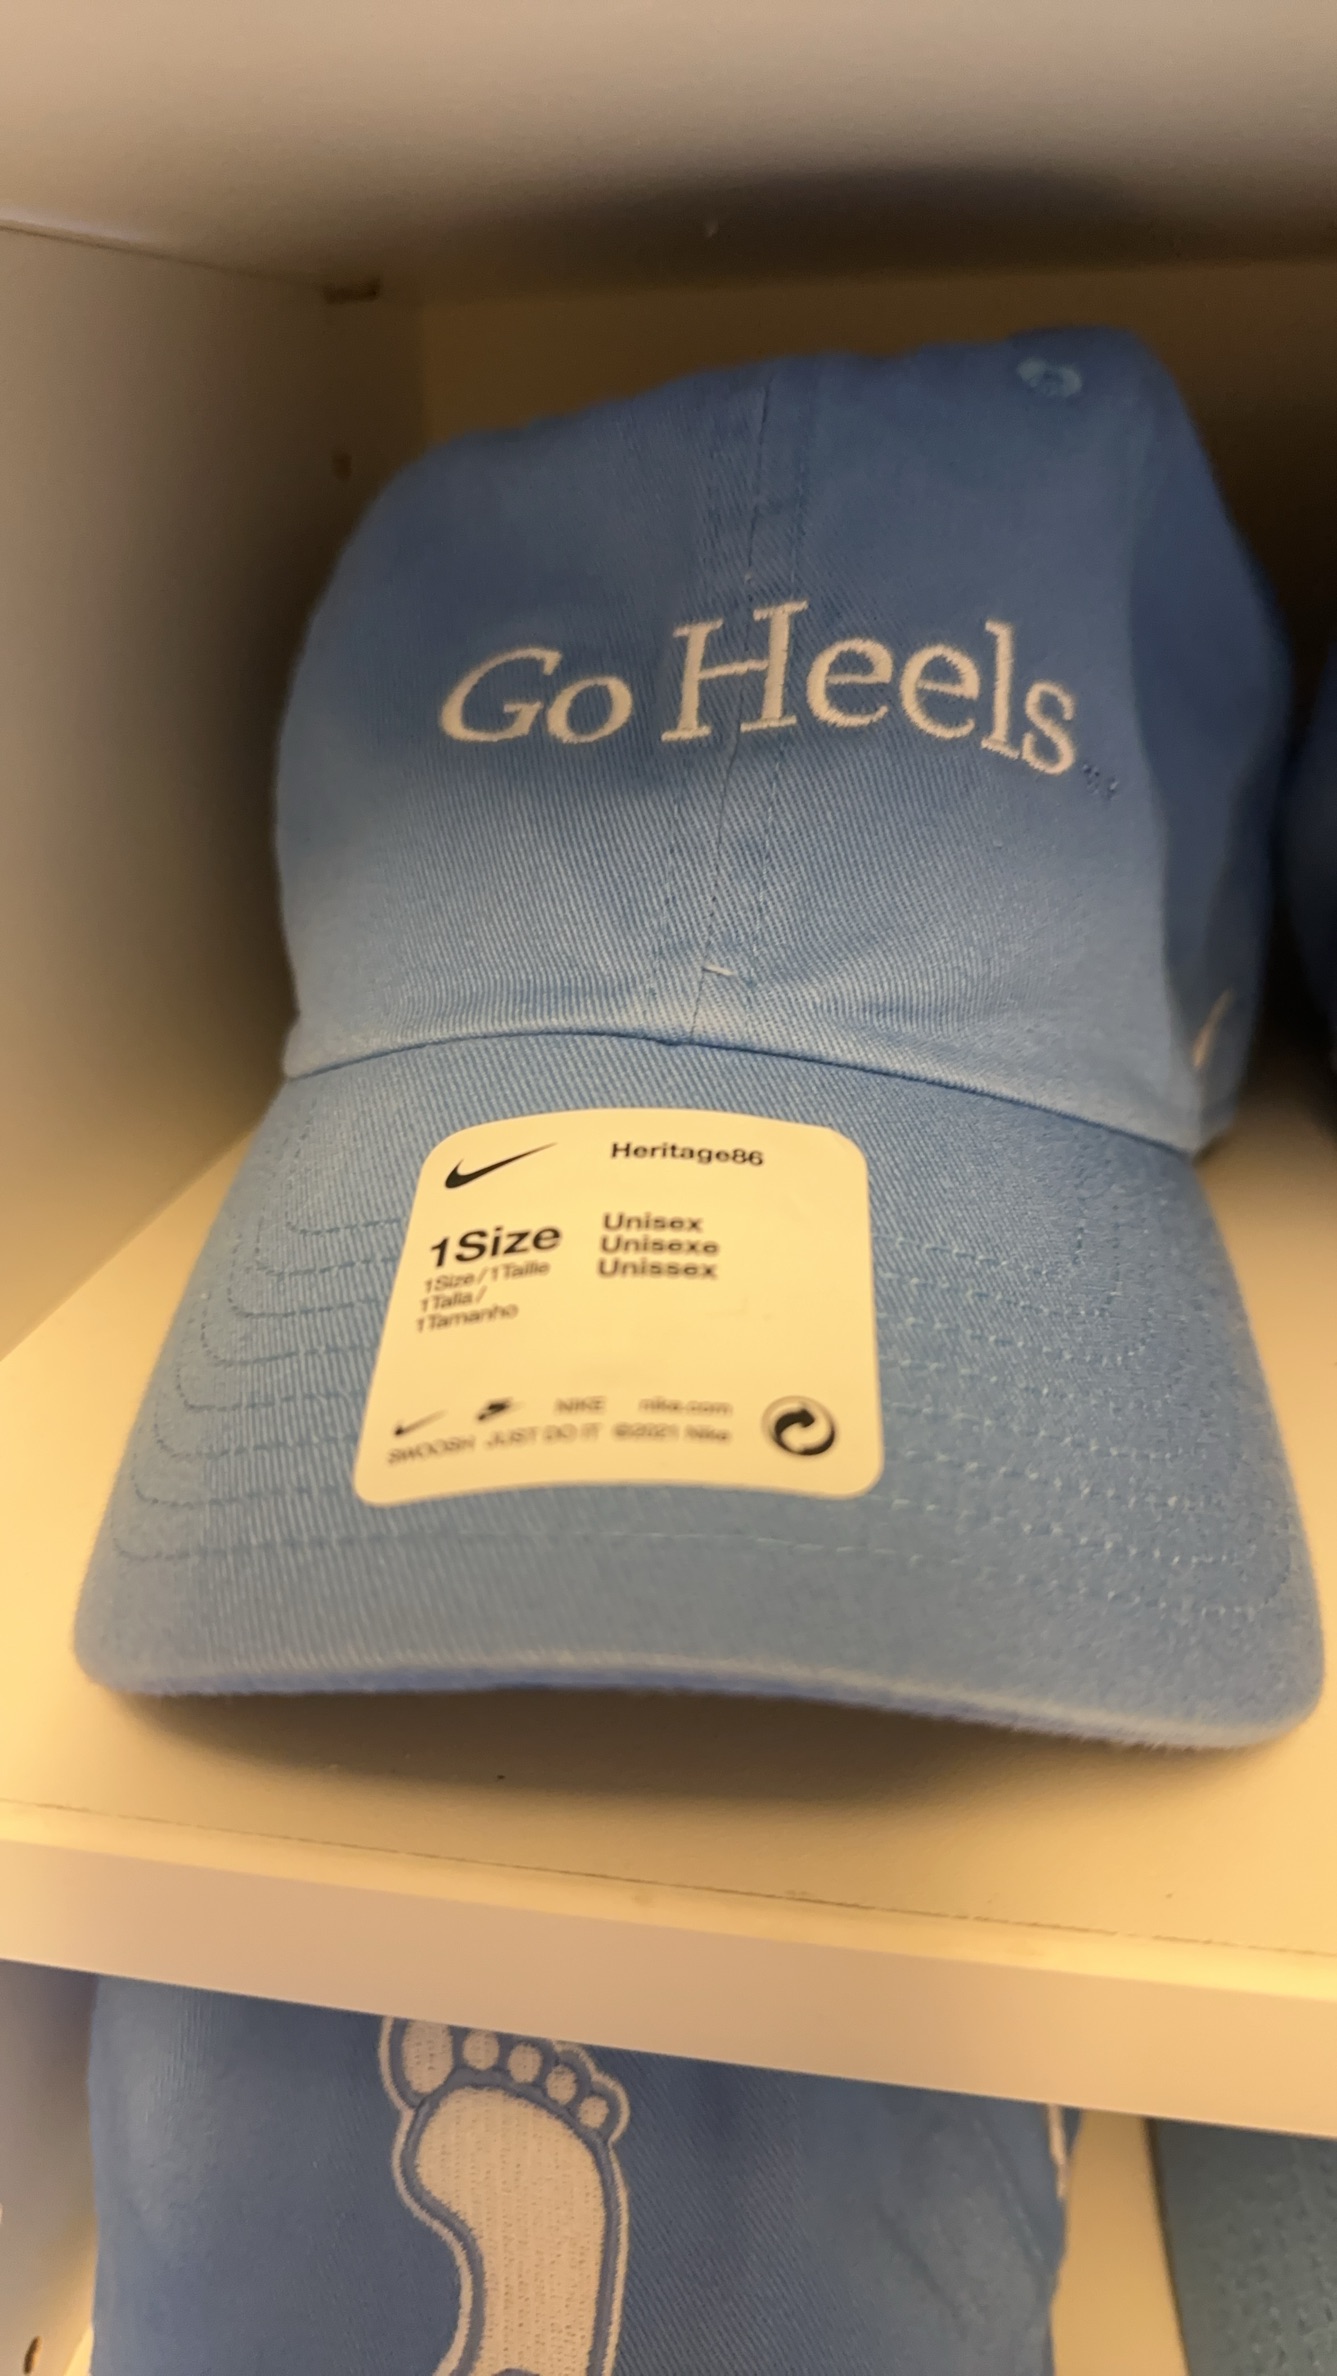 Go Heels
Heritage86
1Size
1Size/1Taille
1Talla/
1Tamanho
Unisex
Unisexe
Unissex
NIKE nike.com
SWOOSH JUST DO IT ©2021 Nike